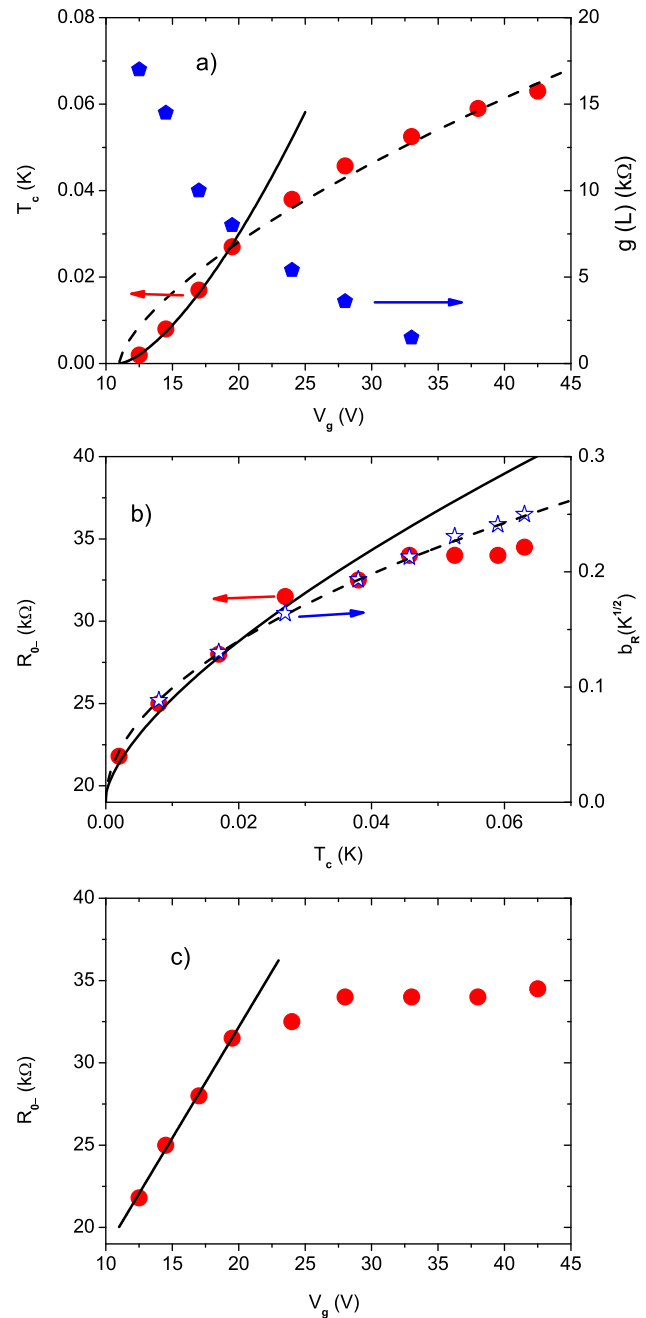 a)
0.08
0.06
0.04
0.02
0.00
T_c (K)
20
15
10
5
0
g (L) (kΩ)
10 15 20 25 30 35 40 45
V_g (V)
b)
40
35
30
25
20
R_0− (kΩ)
0.3
0.2
0.1
0.0
b_R(K^1/2)
0.00 0.02 0.04 0.06
T_c (K)
c)
40
35
30
25
20
R_0− (kΩ)
10 15 20 25 30 35 40 45
V_g (V)